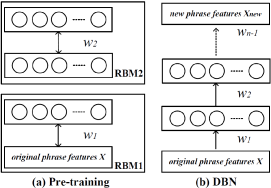 W2
RBM2
W1
original phrase features X
RBM1
(a) Pre-training
new phrase features Xnew
Wn-1
W2
W1
original phrase features X
(b) DBN